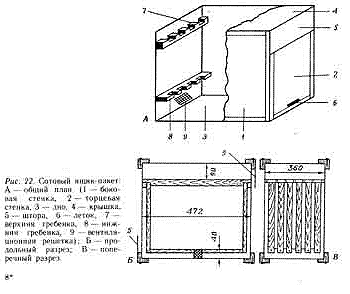 7
4
5
2
6
А
8
9
3
1
Рис. 22. Сотовый ящик-пакет:
А — общий план (1 — боко-
вая стенка, 2 — торцевая
стенка, 3 — дно, 4 — крышка,
5 — штора, 6 — леток, 7 —
верхняя гребенка, 8 — ниж-
няя гребенка, 9 — вентиля-
ционная решетка); Б — про-
дольный разрез; В — попе-
речный разрез
8*
5
472
40
5
Б
360
В